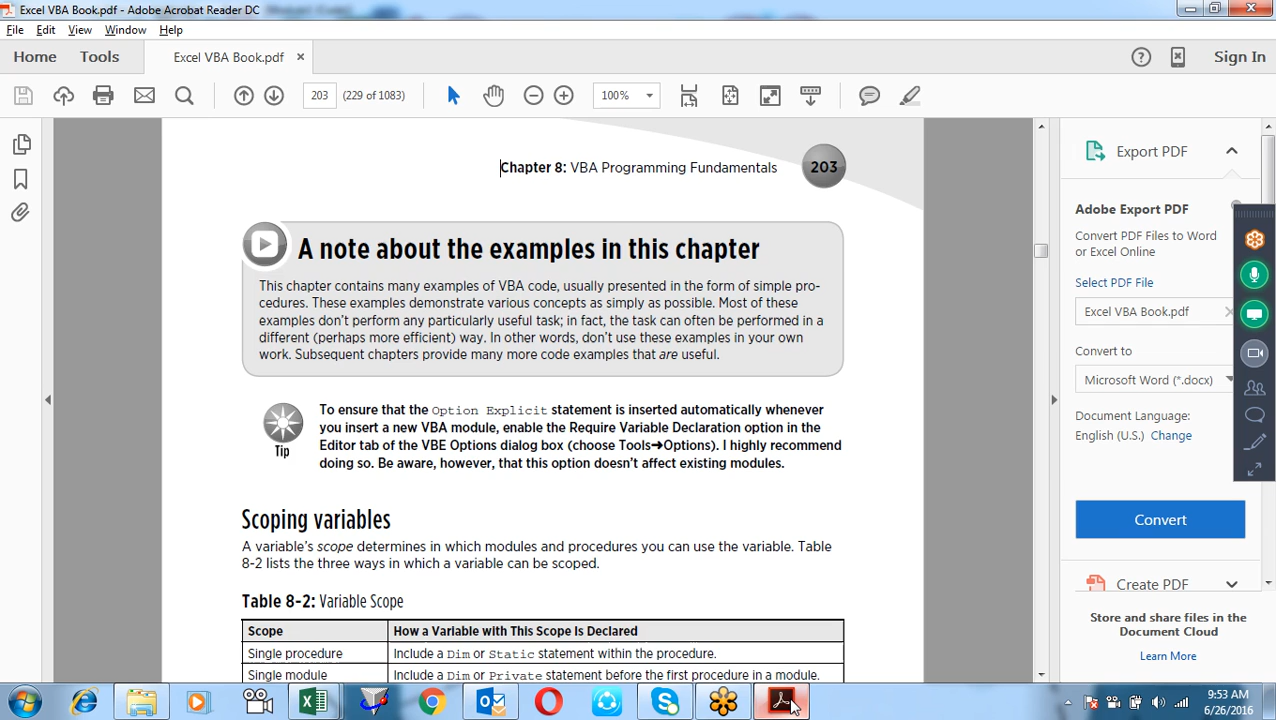 Excel VBA Book.pdf - Adobe Acrobat Reader DC
File Edit View Window Help
Home Tools Excel VBA Book.pdf × Sign In
203 (229 of 1083) 100%
Chapter 8: VBA Programming Fundamentals 203
A note about the examples in this chapter
This chapter contains many examples of VBA code, usually presented in the form of simple pro-
cedures. These examples demonstrate various concepts as simply as possible. Most of these
examples don't perform any particularly useful task; in fact, the task can often be performed in a
different (perhaps more efficient) way. In other words, don't use these examples in your own
work. Subsequent chapters provide many more code examples that are useful.
Tip
To ensure that the Option Explicit statement is inserted automatically whenever
you insert a new VBA module, enable the Require Variable Declaration option in the
Editor tab of the VBE Options dialog box (choose Tools➜Options). I highly recommend
doing so. Be aware, however, that this option doesn't affect existing modules.
Scoping variables
A variable's scope determines in which modules and procedures you can use the variable. Table
8-2 lists the three ways in which a variable can be scoped.
Table 8-2: Variable Scope
Scope How a Variable with This Scope Is Declared
Single procedure Include a Dim or Static statement within the procedure.
Single module Include a Dim or Private statement before the first procedure in a module.
Export PDF
Adobe Export PDF
Convert PDF Files to Word
or Excel Online
Select PDF File
Excel VBA Book.pdf
Convert to
Microsoft Word (*.docx)
Document Language:
English (U.S.) Change
Convert
Create PDF
Store and share files in the
Document Cloud
Learn More
9:53 AM
6/26/2016